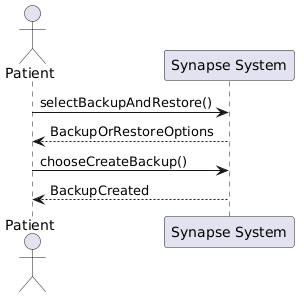 Patient
Synapse System
selectBackupAndRestore()
BackupOrRestoreOptions
chooseCreateBackup()
BackupCreated
Patient
Synapse System